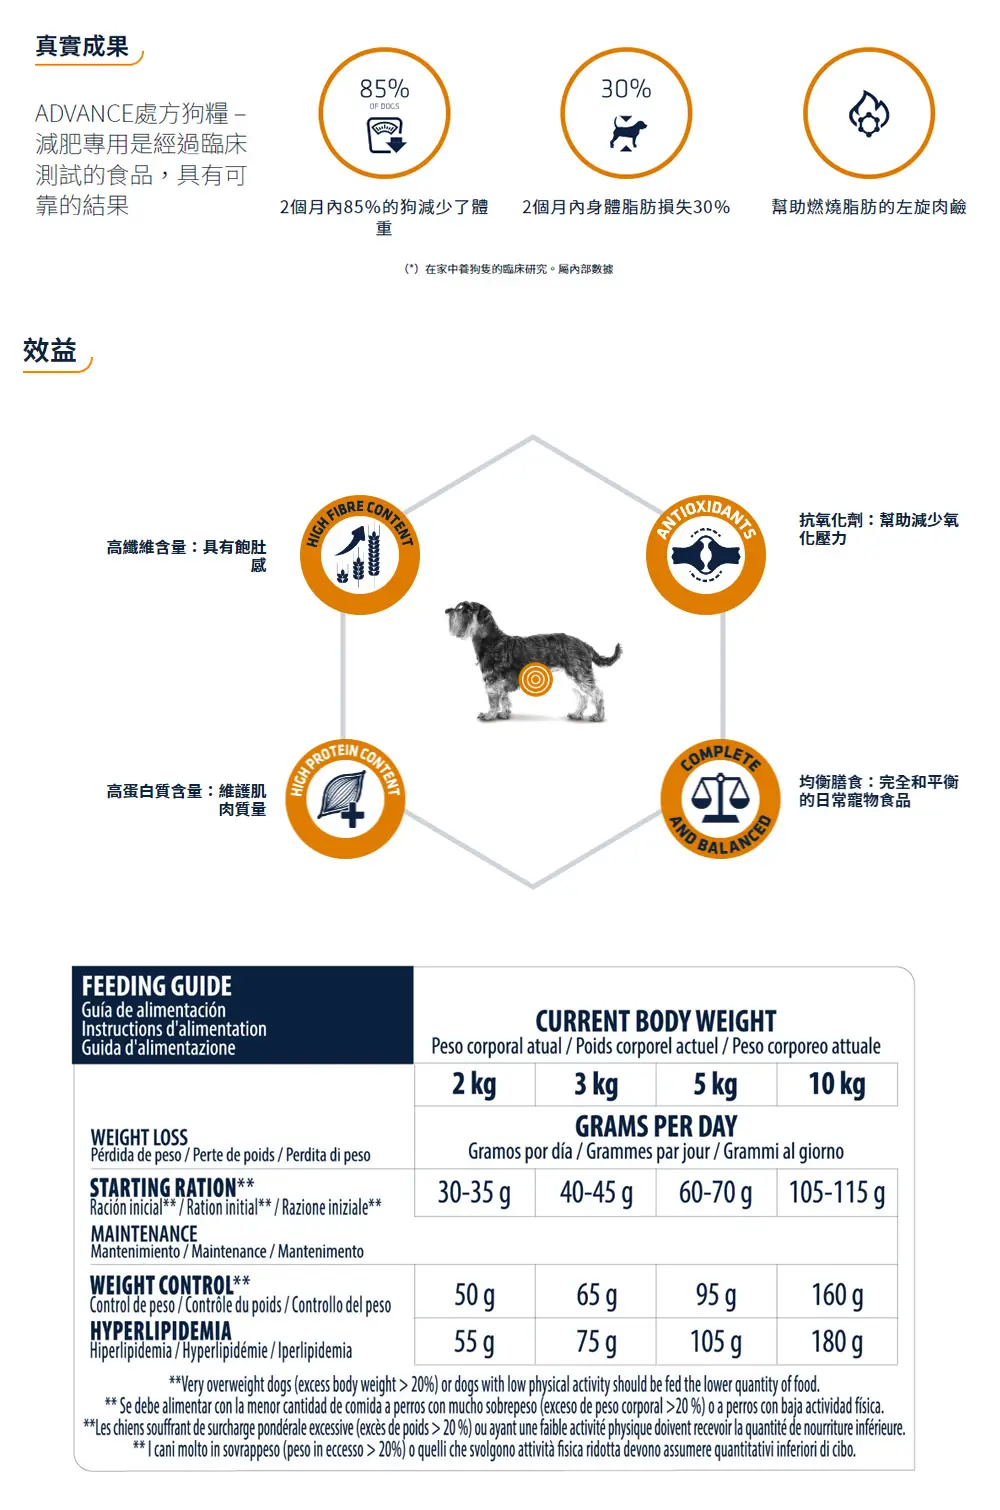 真實成果
ADVANCE處方狗糧 –
減肥專用是經過臨床
測試的食品，具有可
靠的結果
85%
OF DOGS
2個月內85%的狗減少了體
重
30%
2個月內身體脂肪損失30%
幫助燃燒脂肪的左旋肉鹼
（*）在家中養狗隻的臨床研究。屬內部數據
效益
HIGH FIBRE CONTENT
高纖維含量：具有飽肚
感
ANTIOXIDANTS
抗氧化劑：幫助減少氧
化壓力
HIGH PROTEIN CONTENT
高蛋白質含量：維護肌
肉質量
COMPLETE
AND BALANCED
均衡膳食：完全和平衡
的日常寵物食品
FEEDING GUIDE
Guía de alimentación
Instructions d'alimentation
Guida d'alimentazione
CURRENT BODY WEIGHT
Peso corporal atual / Poids corporel actuel / Peso corporeo attuale
2 kg 3 kg 5 kg 10 kg
WEIGHT LOSS
Pérdida de peso / Perte de poids / Perdita di peso
GRAMS PER DAY
Gramos por día / Grammes par jour / Grammi al giorno
STARTING RATION**
Ración inicial** / Ration initial** / Razione iniziale**
30-35 g 40-45 g 60-70 g 105-115 g
MAINTENANCE
Mantenimiento / Maintenance / Mantenimento
WEIGHT CONTROL**
Control de peso / Contrôle du poids / Controllo del peso
50 g 65 g 95 g 160 g
HYPERLIPIDEMIA
Hiperlipidemia / Hyperlipidémie / Iperlipidemia
55 g 75 g 105 g 180 g
**Very overweight dogs (excess body weight > 20%) or dogs with low physical activity should be fed the lower quantity of food.
** Se debe alimentar con la menor cantidad de comida a perros con mucho sobrepeso (exceso de peso corporal >20 %) o a perros con baja actividad física.
**Les chiens souffrant de surcharge pondérale excessive (excès de poids > 20 %) ou ayant une faible activité physique doivent recevoir la quantité de nourriture inférieure.
** I cani molto in sovrappeso (peso in eccesso > 20%) o quelli che svolgono attività fisica ridotta devono assumere quantitativi inferiori di cibo.